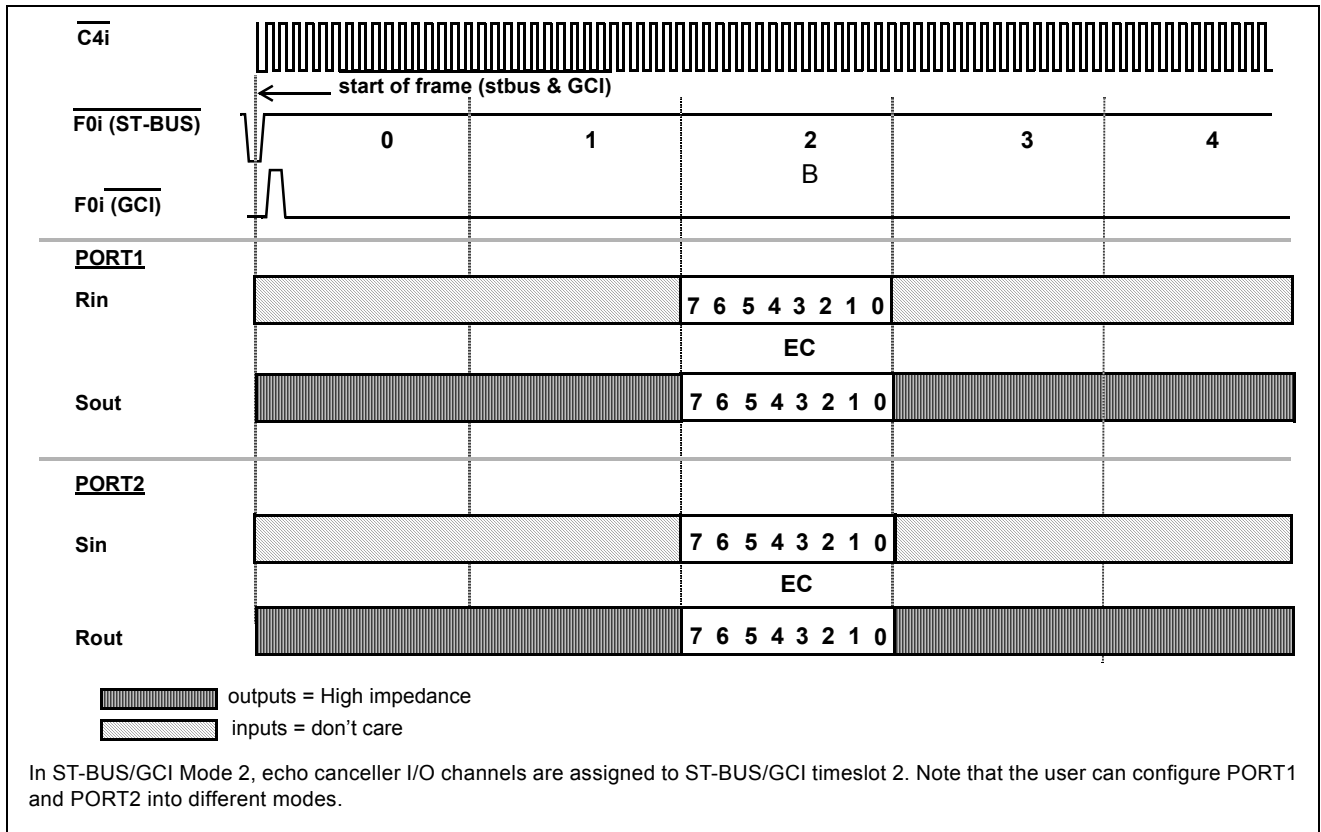 C4i
start of frame (stbus & GCI)
F0i (ST-BUS)
0 1 2 3 4
B
F0i (GCI)
PORT1
Rin
7 6 5 4 3 2 1 0
EC
Sout
7 6 5 4 3 2 1 0
PORT2
Sin
7 6 5 4 3 2 1 0
EC
Rout
7 6 5 4 3 2 1 0
outputs = High impedance
inputs = don't care
In ST-BUS/GCI Mode 2, echo canceller I/O channels are assigned to ST-BUS/GCI timeslot 2. Note that the user can configure PORT1
and PORT2 into different modes.